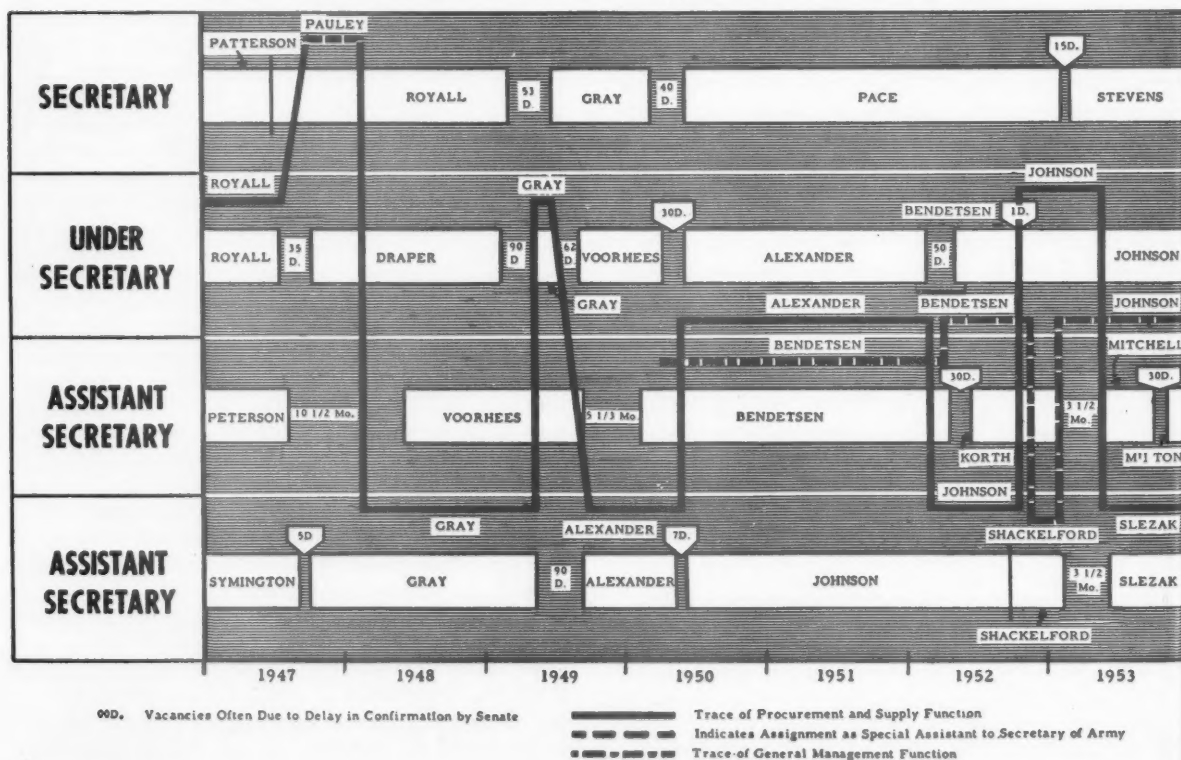 PAULEY
PATTERSON
15D.
SECRETARY
ROYALL
53 D.
GRAY
40 D.
PACE
STEVENS
ROYALL
GRAY
JOHNSON
30D.
BENDETSEN
1D.
UNDER SECRETARY
ROYALL
35 D.
DRAPER
90 D
62 D.
VOORHEES
ALEXANDER
50 D.
JOHNSON
GRAY
ALEXANDER
BENDETSEN
JOHNSON
BENDETSEN
MITCHELL
30D.
30D.
ASSISTANT SECRETARY
PETERSON
10 1/2 Mo.
VOORHEES
5 1/3 Mo
BENDETSEN
3 1/2 Mo.
KORTH
JOHNSON
GRAY
ALEXANDER
SHACKELFORD
SLEZAK
5D
7D.
ASSISTANT SECRETARY
SYMINGTON
GRAY
90 D.
ALEXANDER
JOHNSON
3 1/2 Mo.
SLEZAK
SHACKELFORD
1947 1948 1949 1950 1951 1952 1953
00D. Vacancies Often Due to Delay in Confirmation by Senate
Trace of Procurement and Supply Function
Indicates Assignment as Special Assistant to Secretary of Army
Trace of General Management Function